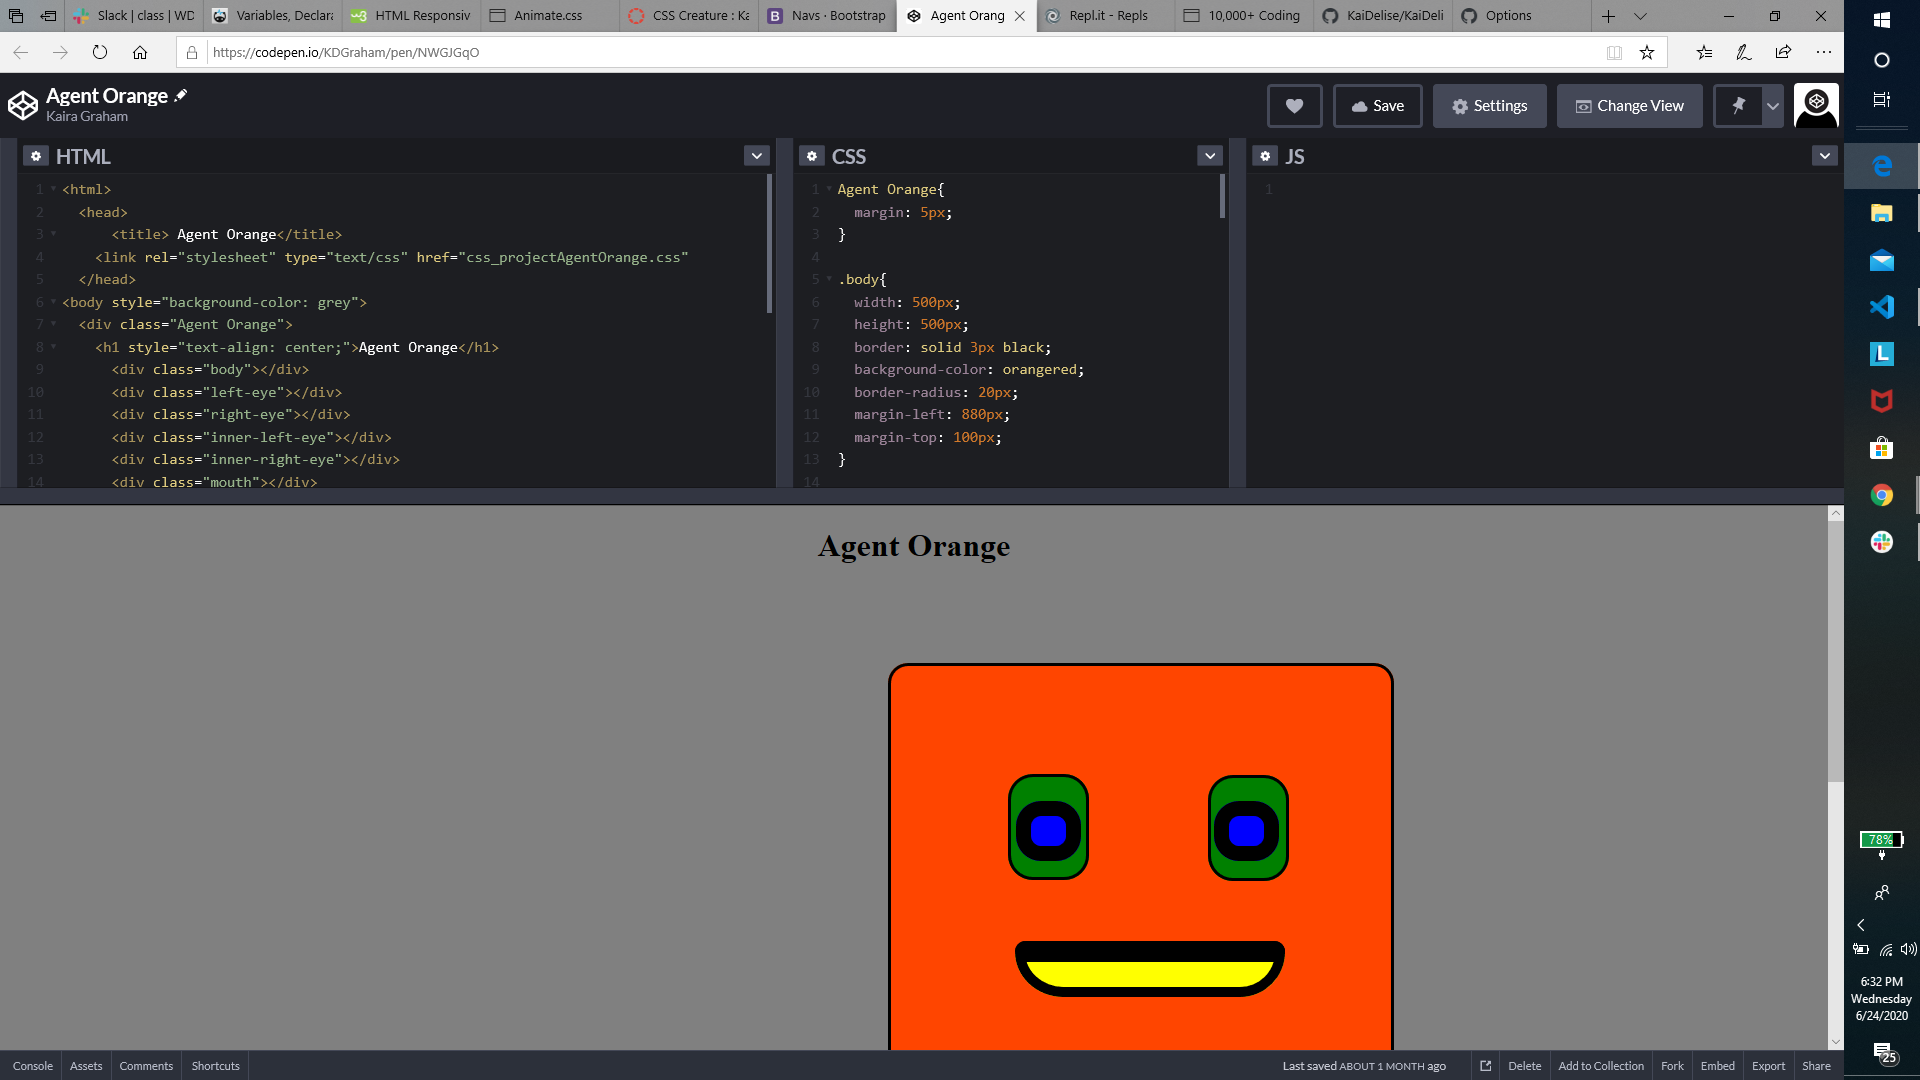 Slack | class | WD
Variables, Declara
HTML Responsiv
Animate.css
CSS Creature : Ka
Navs · Bootstrap
Agent Orang
Repl.it - Repls
10,000+ Coding
KaiDelise/KaiDeli
Options
https://codepen.io/KDGraham/pen/NWGJGqO
Agent Orange
Kaira Graham
Save
Settings
Change View
HTML
1 <html>
2 <head>
3 <title> Agent Orange</title>
4 <link rel="stylesheet" type="text/css" href="css_projectAgentOrange.css"
5 </head>
6 <body style="background-color: grey">
7 <div class="Agent Orange">
8 <h1 style="text-align: center;">Agent Orange</h1>
9 <div class="body"></div>
10 <div class="left-eye"></div>
11 <div class="right-eye"></div>
12 <div class="inner-left-eye"></div>
13 <div class="inner-right-eye"></div>
14 <div class="mouth"></div>
CSS
1 Agent Orange{
2 margin: 5px;
3 }
4
5 .body{
6 width: 500px;
7 height: 500px;
8 border: solid 3px black;
9 background-color: orangered;
10 border-radius: 20px;
11 margin-left: 880px;
12 margin-top: 100px;
13 }
14
JS
1
Agent Orange
Console
Assets
Comments
Shortcuts
Last saved ABOUT 1 MONTH ago
Delete
Add to Collection
Fork
Embed
Export
Share
78%
6:32 PM
Wednesday
6/24/2020
25